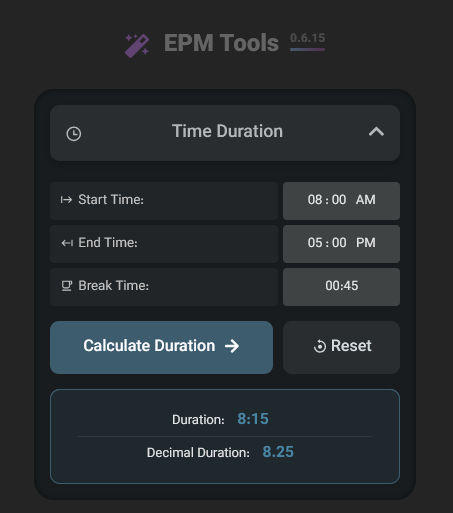 EPM Tools 0.6.15
Time Duration
Start Time: 08:00 AM
End Time: 05:00 PM
Break Time: 00:45
Calculate Duration → Reset
Duration: 8:15
Decimal Duration: 8.25